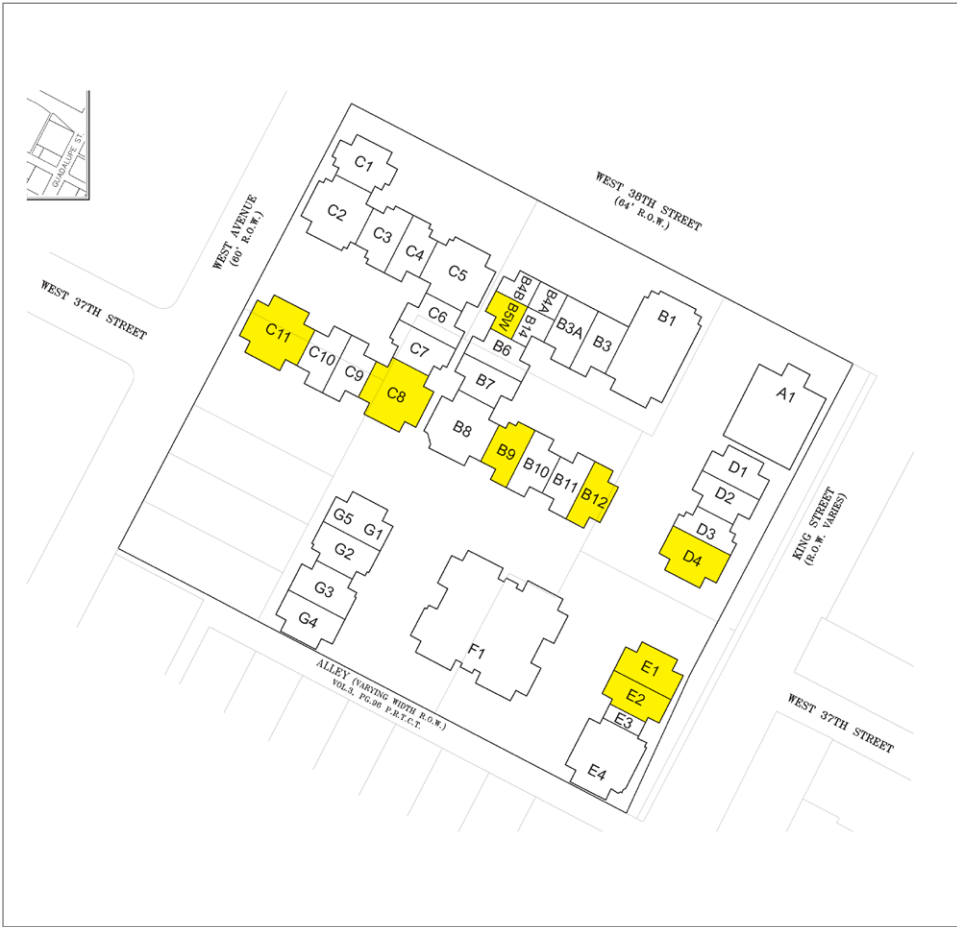 QUADALUPE ST.
WEST 38TH STREET
(64' R.O.W.)
WEST AVENUE
(60' R.O.W.)
WEST 37TH STREET
C1
C2
C3
C4
C5
C6
C7
C8
C9
C10
C11
B4B
B4A
B5W
B14
B3A
B3
B1
B6
B7
B8
B9
B10
B11
B12
A1
D1
D2
D3
D4
KING STREET
(R.O.W. VARIES)
G5
G1
G2
G3
G4
F1
E1
E2
E3
E4
ALLEY (VARYING WIDTH R.O.W.)
VOL.3, PG.96 P.R.T.C.T.
WEST 37TH STREET